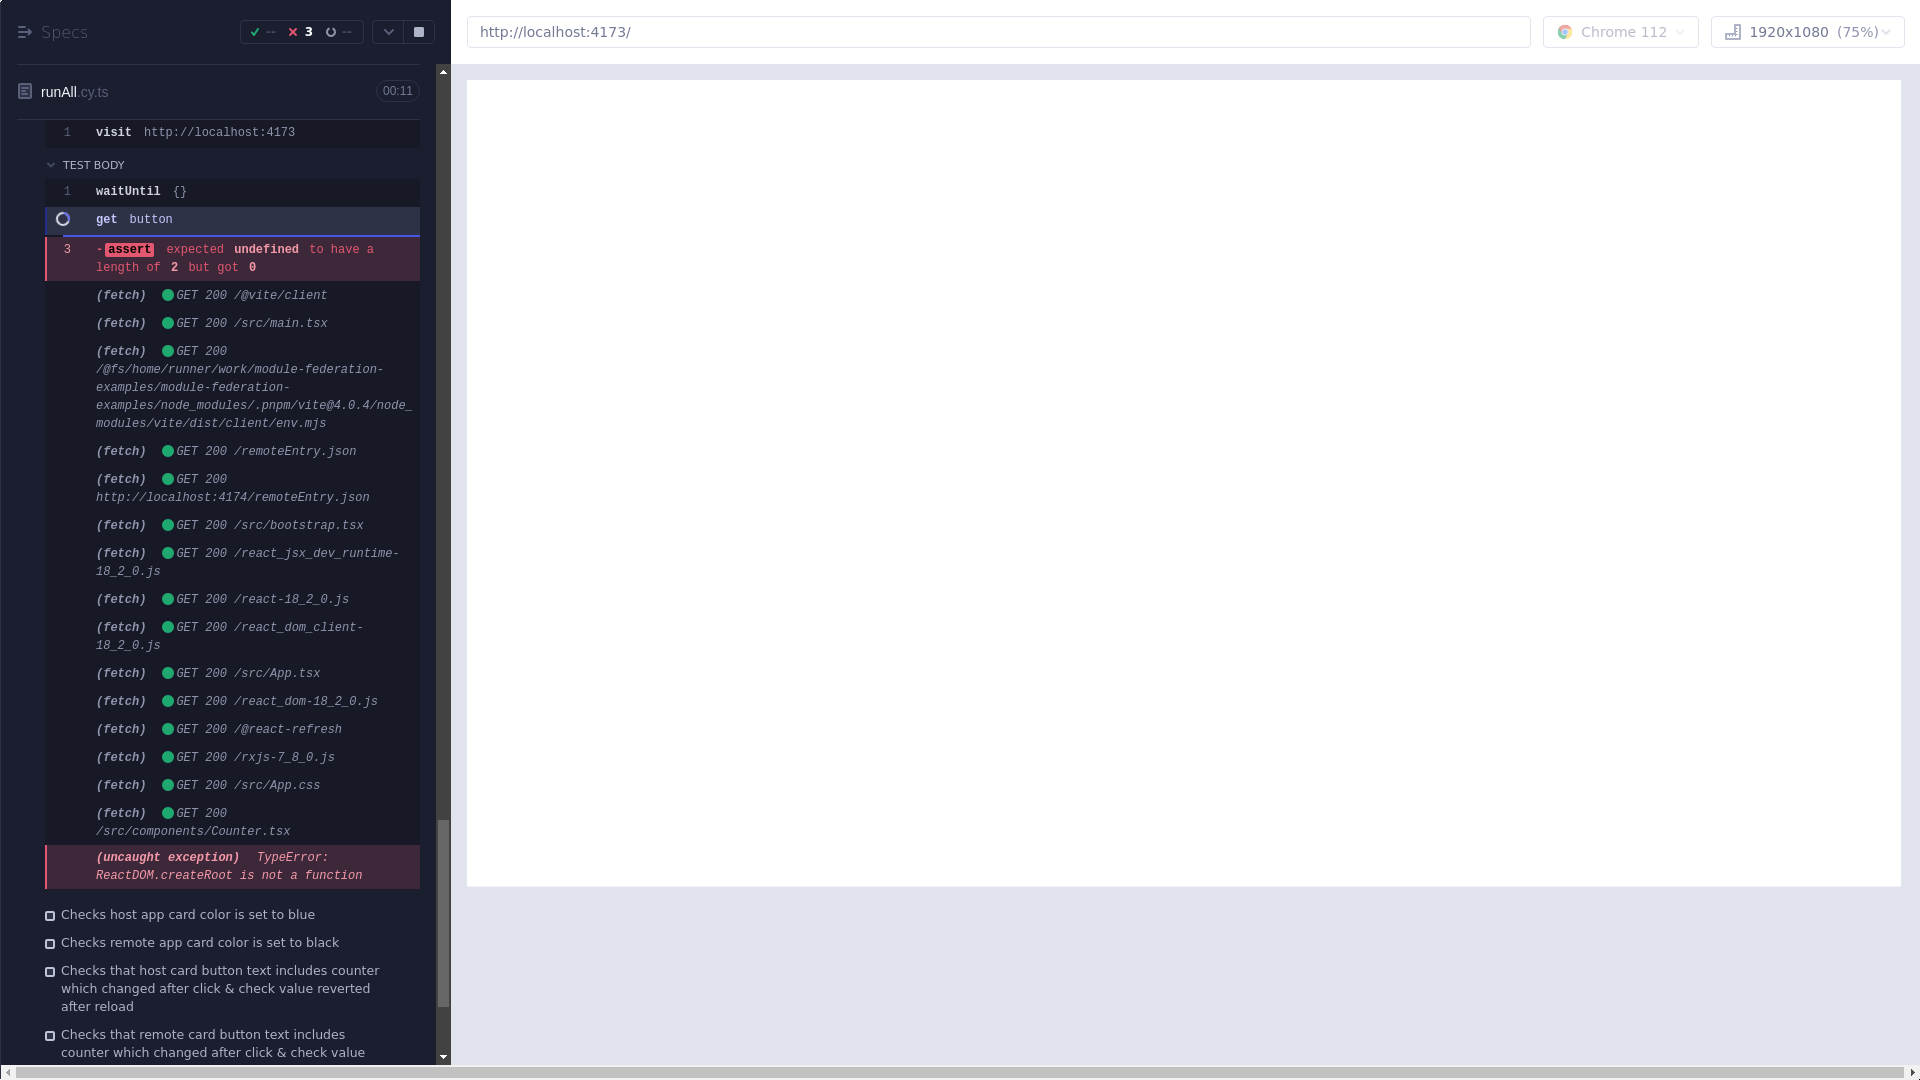 Specs
-- 3 --
http://localhost:4173/
Chrome 112
1920x1080 (75%)
runAll.cy.ts
00:11
1 visit http://localhost:4173
TEST BODY
1 waitUntil {}
get button
3 -assert expected undefined to have a
length of 2 but got 0
(fetch) GET 200 /@vite/client
(fetch) GET 200 /src/main.tsx
(fetch) GET 200
/@fs/home/runner/work/module-federation-
examples/module-federation-
examples/node_modules/.pnpm/vite@4.0.4/node_
modules/vite/dist/client/env.mjs
(fetch) GET 200 /remoteEntry.json
(fetch) GET 200
http://localhost:4174/remoteEntry.json
(fetch) GET 200 /src/bootstrap.tsx
(fetch) GET 200 /react_jsx_dev_runtime-
18_2_0.js
(fetch) GET 200 /react-18_2_0.js
(fetch) GET 200 /react_dom_client-
18_2_0.js
(fetch) GET 200 /src/App.tsx
(fetch) GET 200 /react_dom-18_2_0.js
(fetch) GET 200 /@react-refresh
(fetch) GET 200 /rxjs-7_8_0.js
(fetch) GET 200 /src/App.css
(fetch) GET 200
/src/components/Counter.tsx
(uncaught exception) TypeError:
ReactDOM.createRoot is not a function
Checks host app card color is set to blue
Checks remote app card color is set to black
Checks that host card button text includes counter
which changed after click & check value reverted
after reload
Checks that remote card button text includes
counter which changed after click & check value